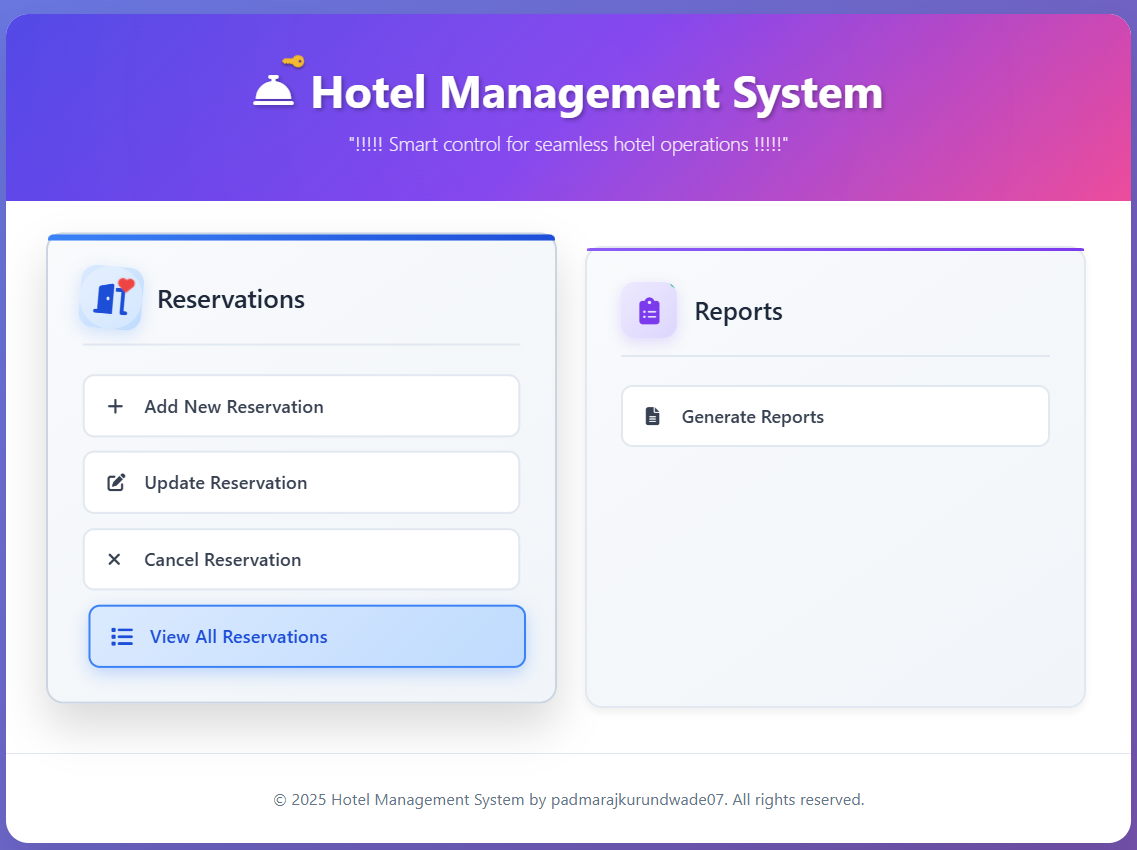 Hotel Management System
"!!!!! Smart control for seamless hotel operations !!!!!"
Reservations
Add New Reservation
Update Reservation
Cancel Reservation
View All Reservations
Reports
Generate Reports
© 2025 Hotel Management System by padmarajkurundwade07. All rights reserved.